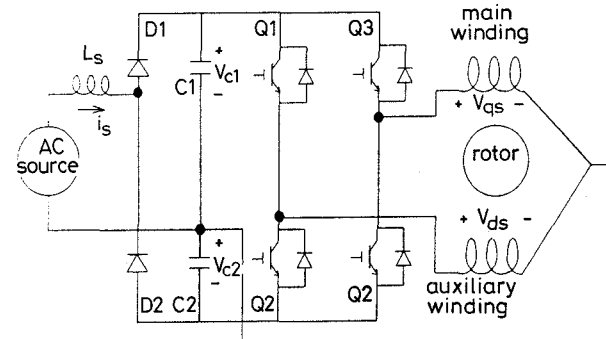 D1
Q1
Q3
main
winding
Ls
+
Vc1
−
C1
+ Vqs −
is
AC
source
rotor
+ Vds −
+
Vc2
−
D2
C2
Q2
Q2
auxiliary
winding